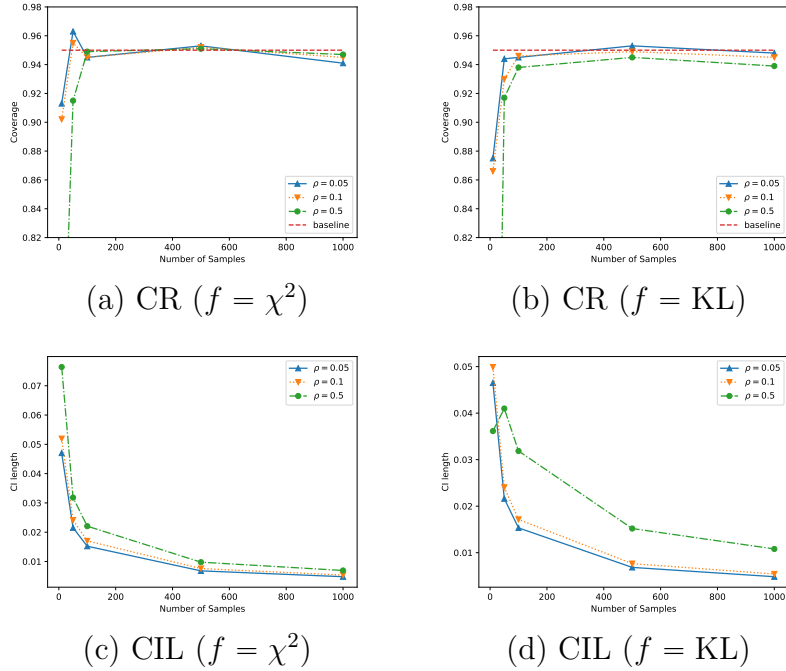 0.98
0.96
0.94
0.92
0.90
0.88
0.86
0.84
0.82
Coverage
0 200 400 600 800 1000
Number of Samples
ρ = 0.05
ρ = 0.1
ρ = 0.5
baseline
(a) CR (f = χ²)
0.98
0.96
0.94
0.92
0.90
0.88
0.86
0.84
0.82
Coverage
0 200 400 600 800 1000
Number of Samples
ρ = 0.05
ρ = 0.1
ρ = 0.5
baseline
(b) CR (f = KL)
0.07
0.06
0.05
0.04
0.03
0.02
0.01
CI length
0 200 400 600 800 1000
Number of Samples
ρ = 0.05
ρ = 0.1
ρ = 0.5
(c) CIL (f = χ²)
0.05
0.04
0.03
0.02
0.01
CI length
0 200 400 600 800 1000
Number of Samples
ρ = 0.05
ρ = 0.1
ρ = 0.5
(d) CIL (f = KL)